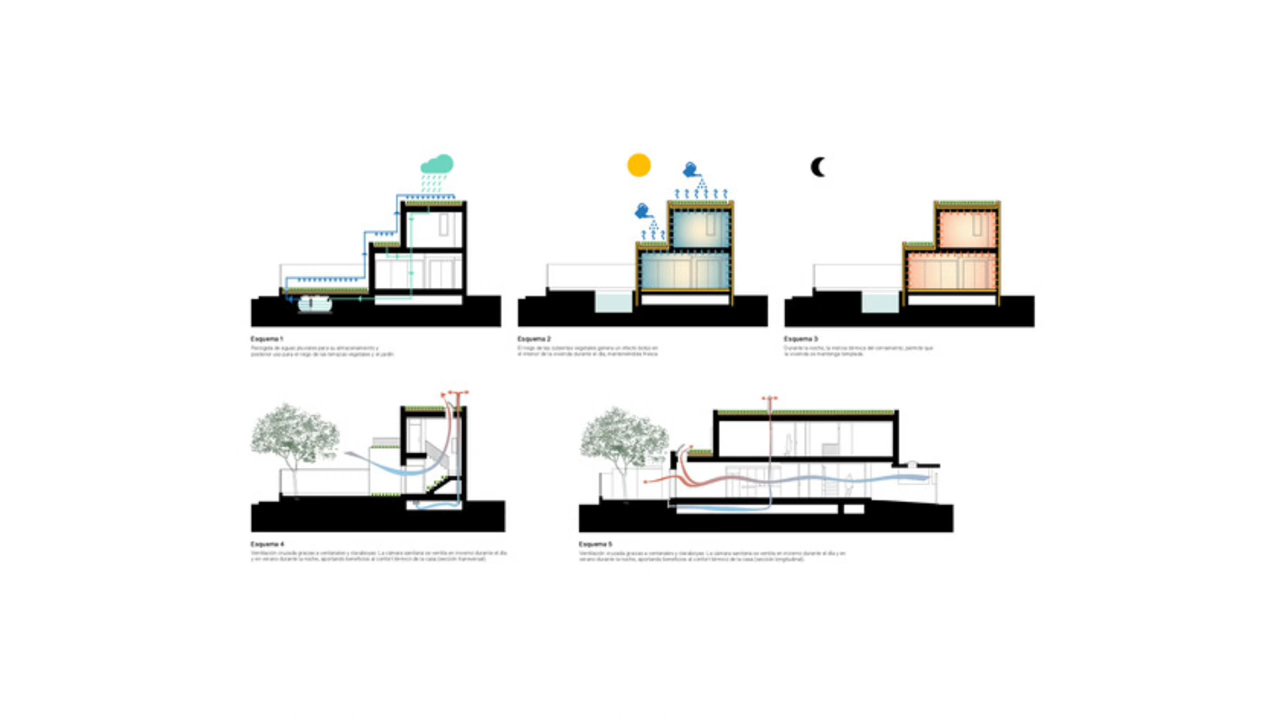 Esquema 1
Recogida de aguas pluviales para su almacenamiento y
posterior uso para el riego de las terrazas vegetales y el jardín
Esquema 2
El riego de las cubiertas vegetales genera un efecto botijo en
el interior de la vivienda durante el día, manteniéndola fresca.
Esquema 3
Durante la noche, la inercia térmica del cerramiento, permite que
la vivienda se mantenga templada.
Esquema 4
Ventilación cruzada gracias a ventanales y claraboyas. La cámara sanitaria se ventila en invierno durante el día
y en verano durante la noche, aportando beneficios al confort térmico de la casa (sección transversal).
Esquema 5
Ventilación cruzada gracias a ventanales y claraboyas. La cámara sanitaria se ventila en invierno durante el día y en
verano durante la noche, aportando beneficios al confort térmico de la casa (sección longitudinal).